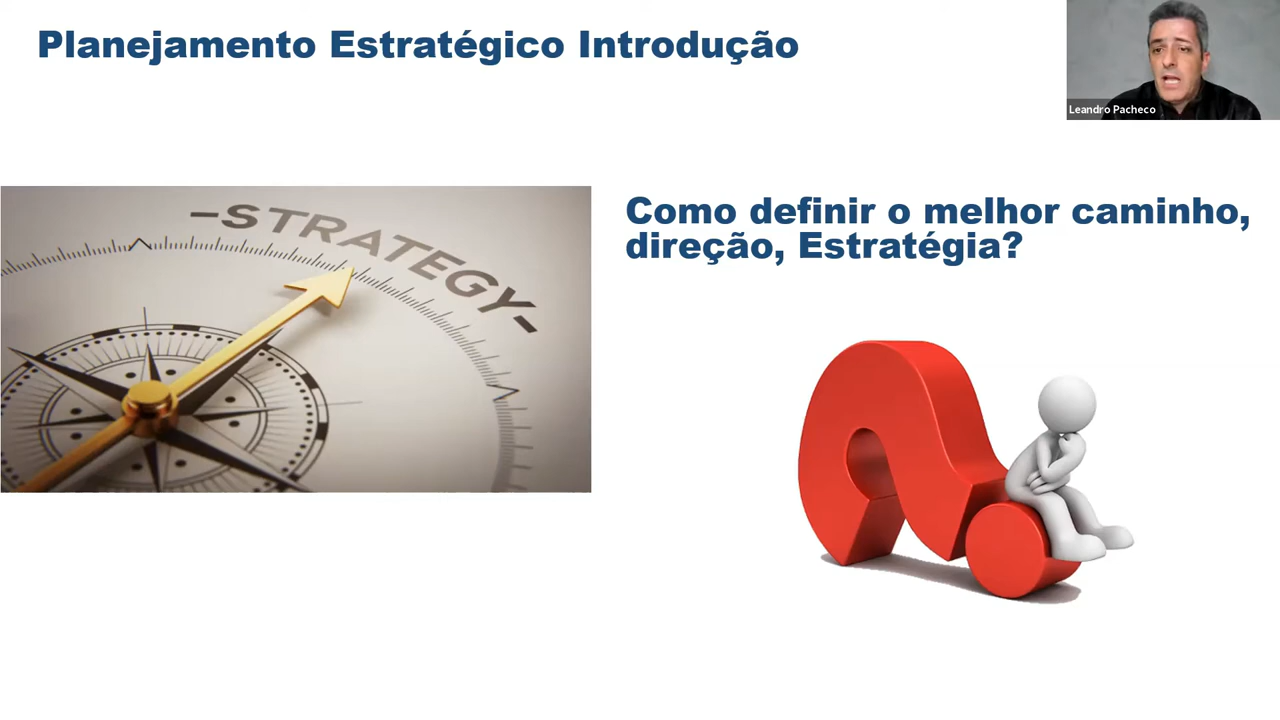 Planejamento Estratégico Introdução
Leandro Pacheco
-STRATEGY-
Como definir o melhor caminho,
direção, Estratégia?